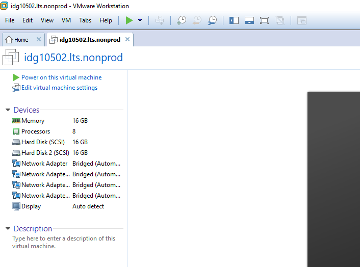 idg10502.lts.nonprod - VMware Workstation
File Edit View VM Tabs Help
Home idg10502.lts.nonprod
idg10502.lts.nonprod
Power on this virtual machine
Edit virtual machine settings
Devices
Memory 16 GB
Processors 8
Hard Disk (SCSI) 16 GB
Hard Disk 2 (SCSI) 16 GB
Network Adapter Bridged (Autom...
Network Adapte... Bridged (Autom...
Network Adapte... Bridged (Autom...
Network Adapte... Bridged (Autom...
Display Auto detect
Description
Type here to enter a description of this
virtual machine.